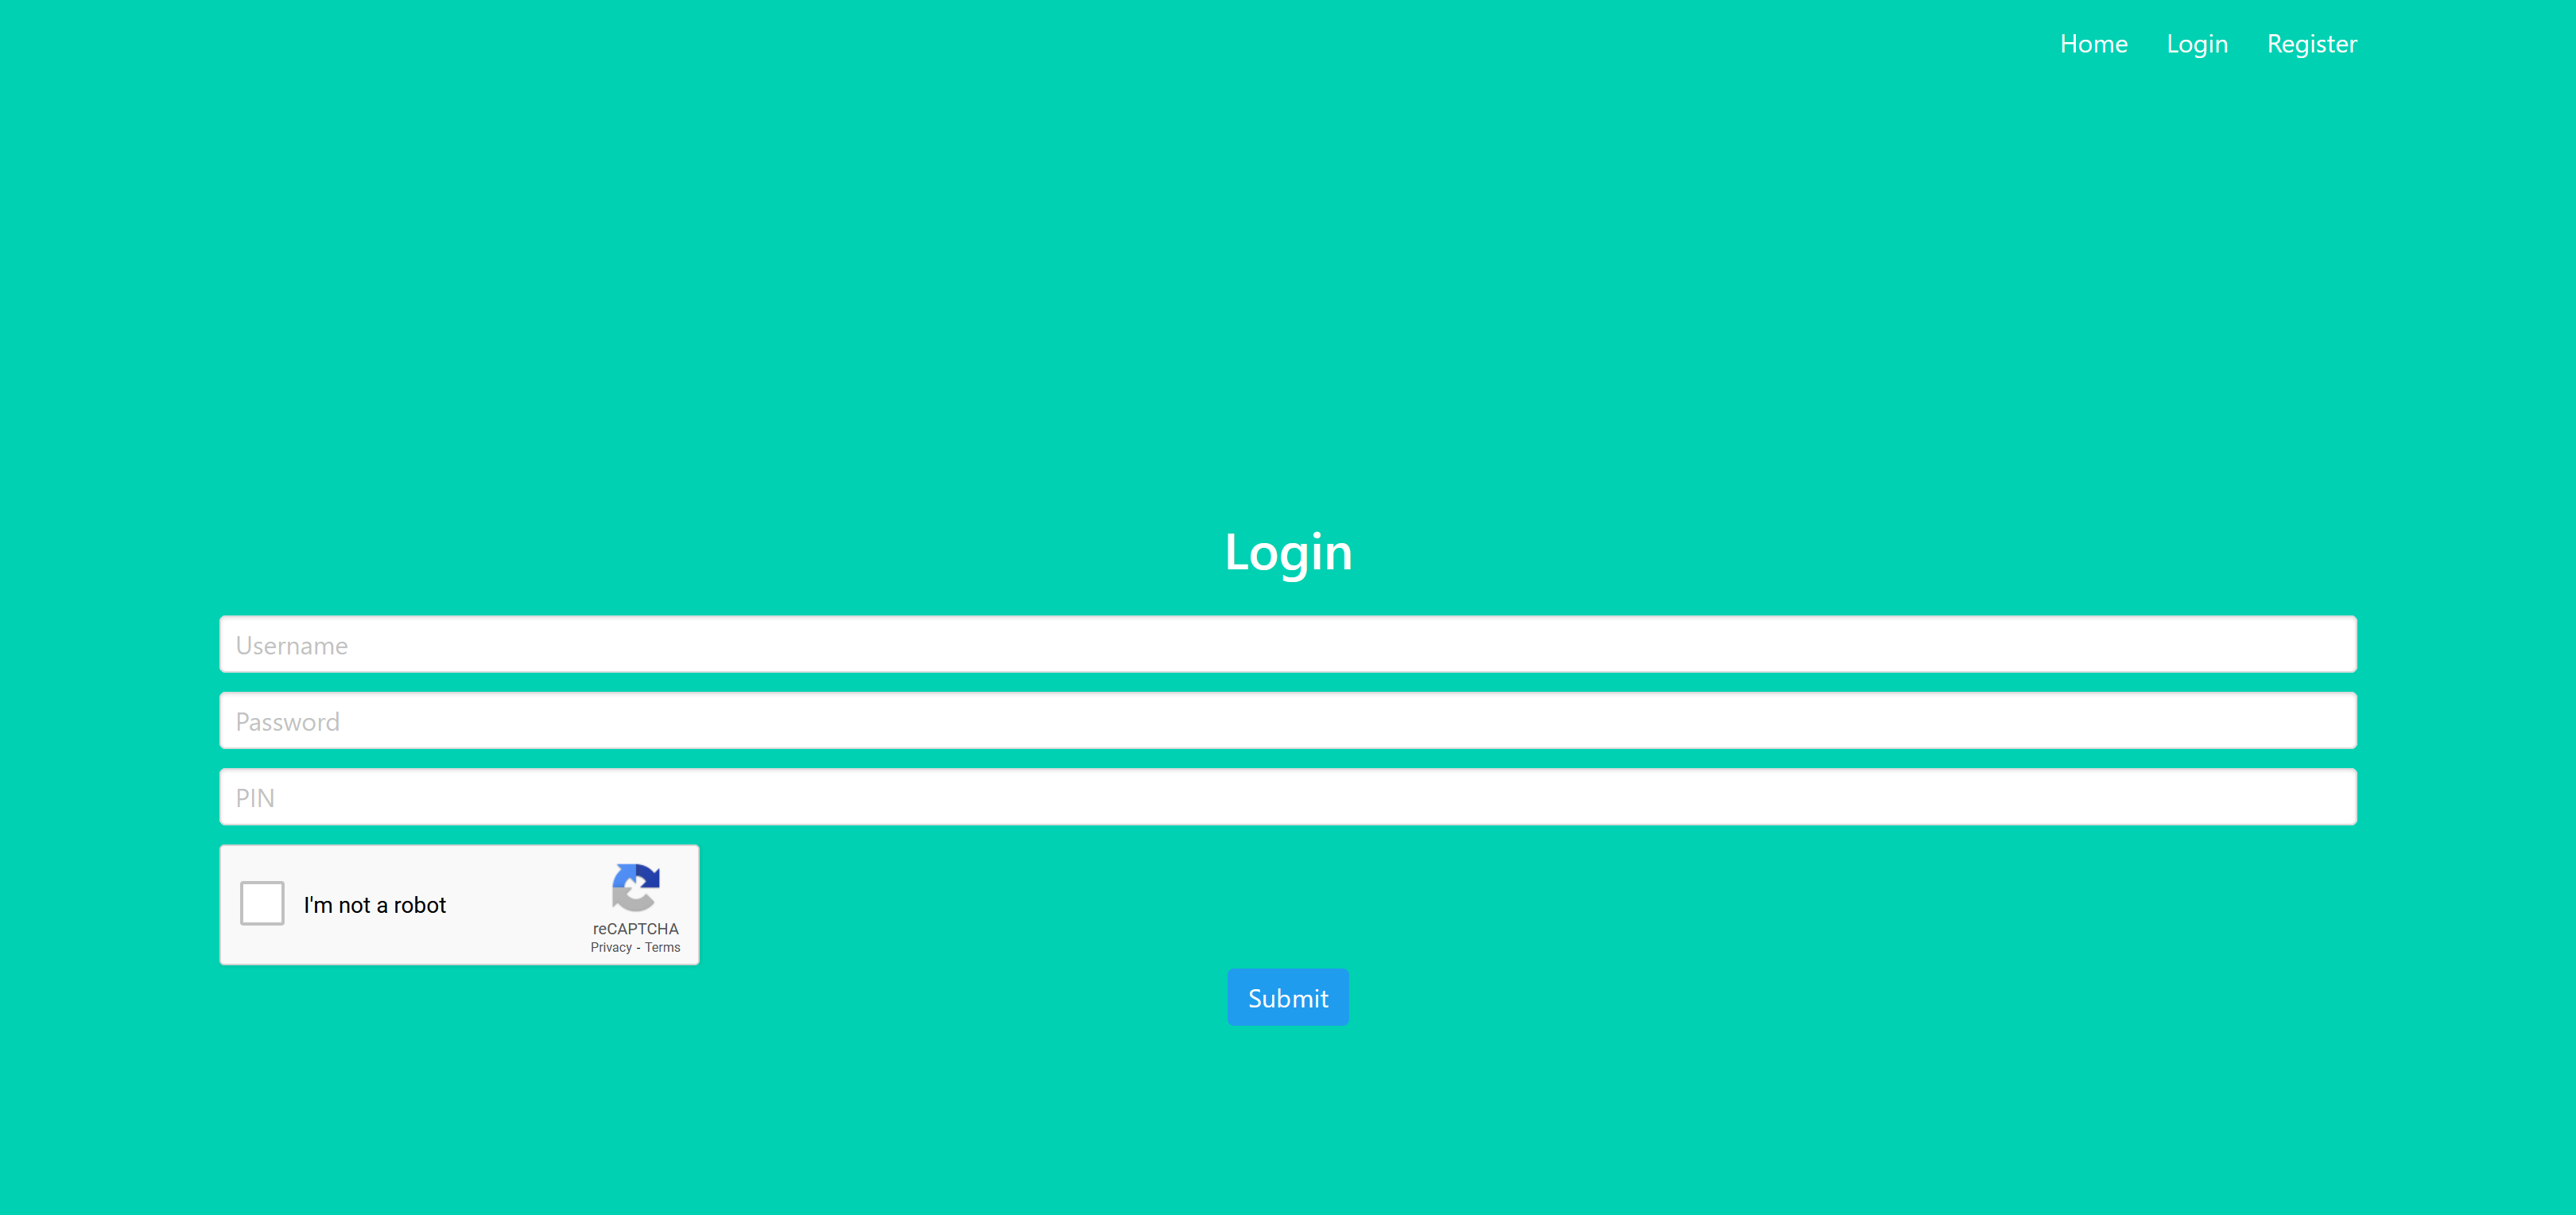 Home Login Register
Login
Username
Password
PIN
I'm not a robot
reCAPTCHA
Privacy - Terms
Submit